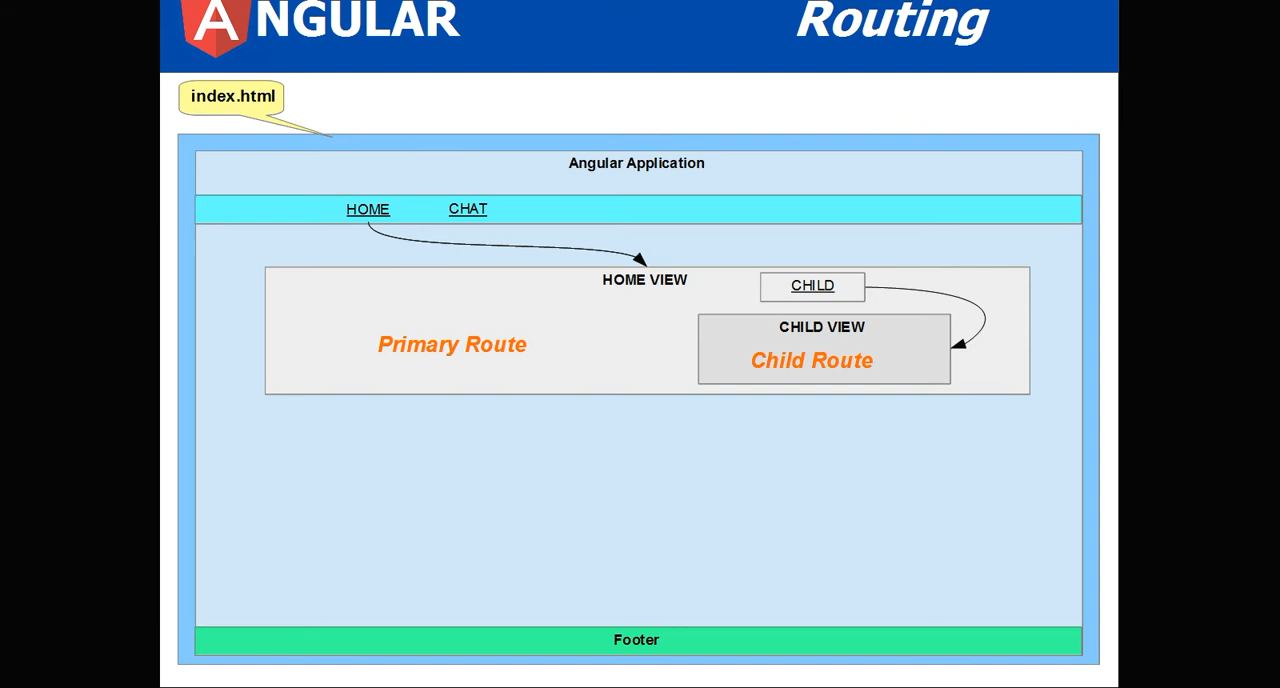 ANGULAR
Routing
index.html
Angular Application
HOME CHAT
HOME VIEW
CHILD
CHILD VIEW
Primary Route
Child Route
Footer